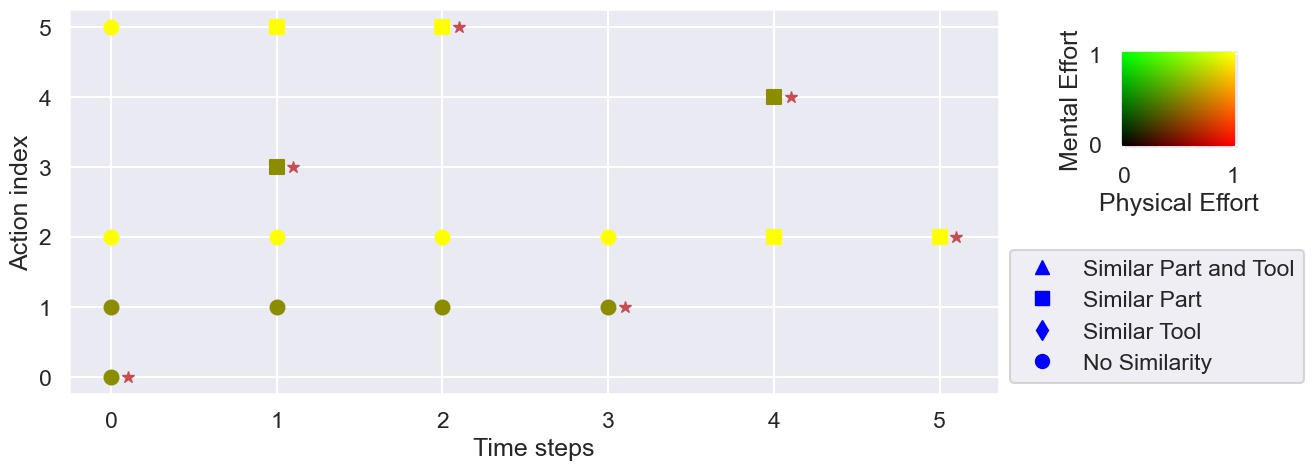 5
4
3
2
1
0
Action index
0 1 2 3 4 5
Time steps
Mental Effort
1
0
0 1
Physical Effort
Similar Part and Tool
Similar Part
Similar Tool
No Similarity